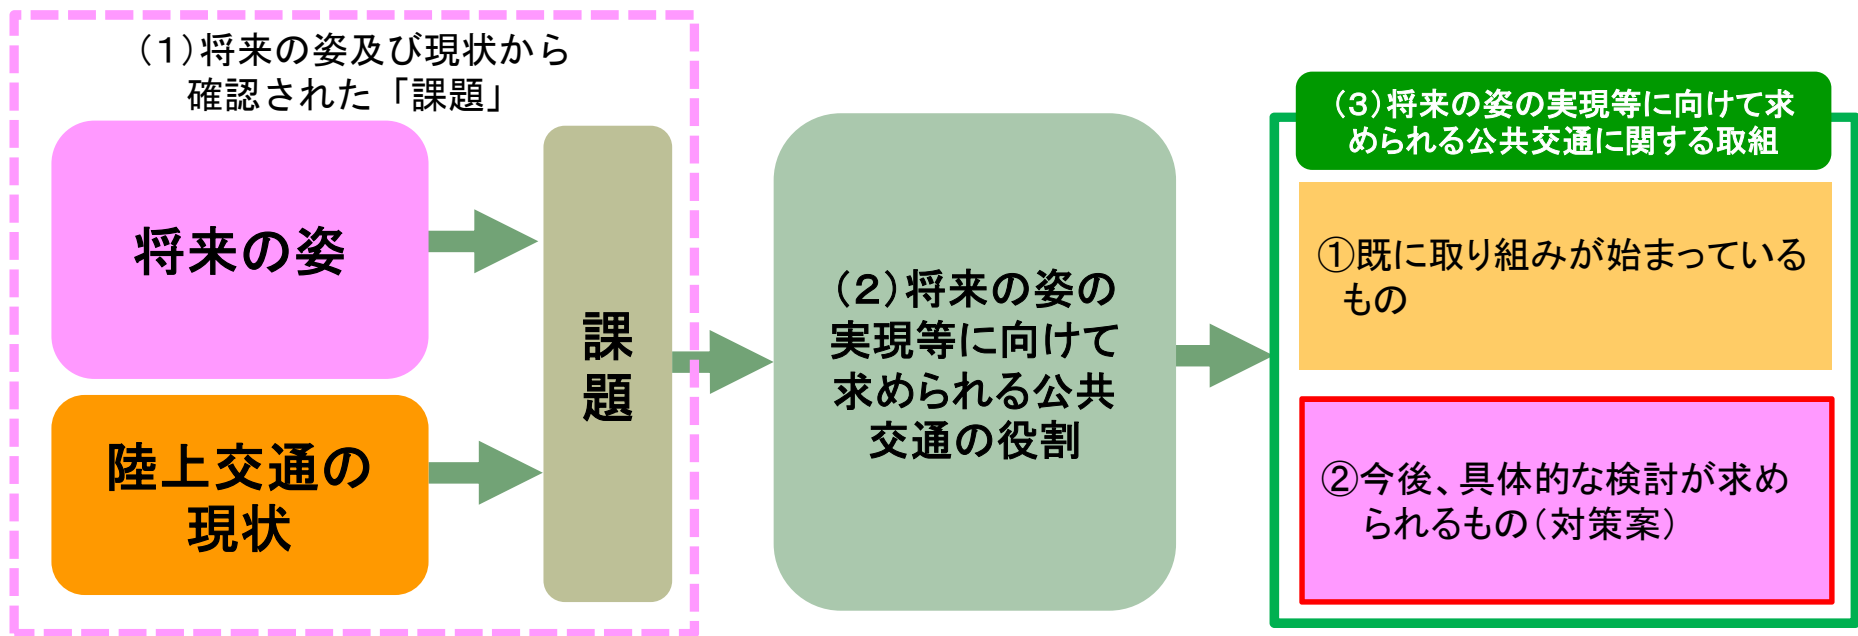 (1)将来の姿及び現状から
確認された「課題」
将来の姿
陸上交通の
現状
課
題
(2)将来の姿の
実現等に向けて
求められる公共
交通の役割
(3)将来の姿の実現等に向けて求
められる公共交通に関する取組
①既に取り組みが始まっている
もの
②今後、具体的な検討が求め
られるもの(対策案)